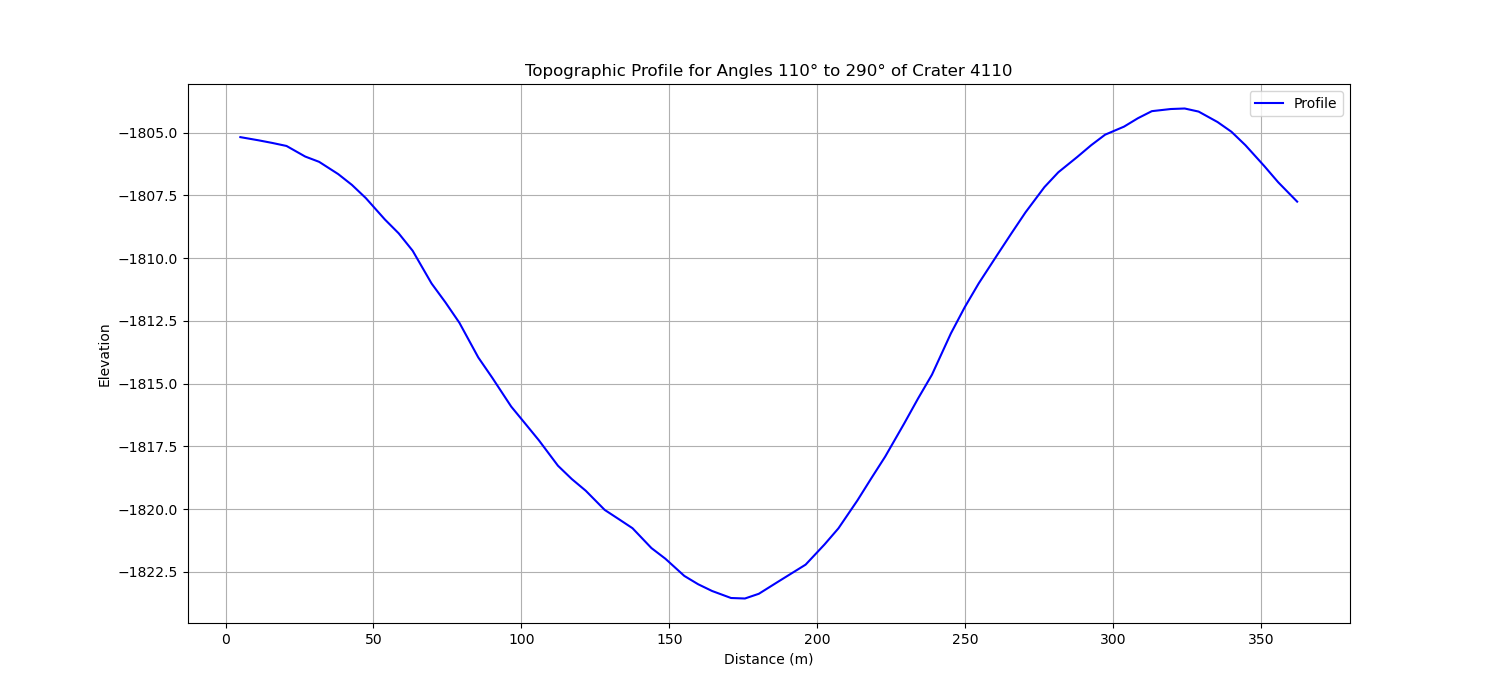 Topographic Profile for Angles 110° to 290° of Crater 4110
Profile
−1805.0
−1807.5
−1810.0
−1812.5
−1815.0
−1817.5
−1820.0
−1822.5
Elevation
0 50 100 150 200 250 300 350
Distance (m)